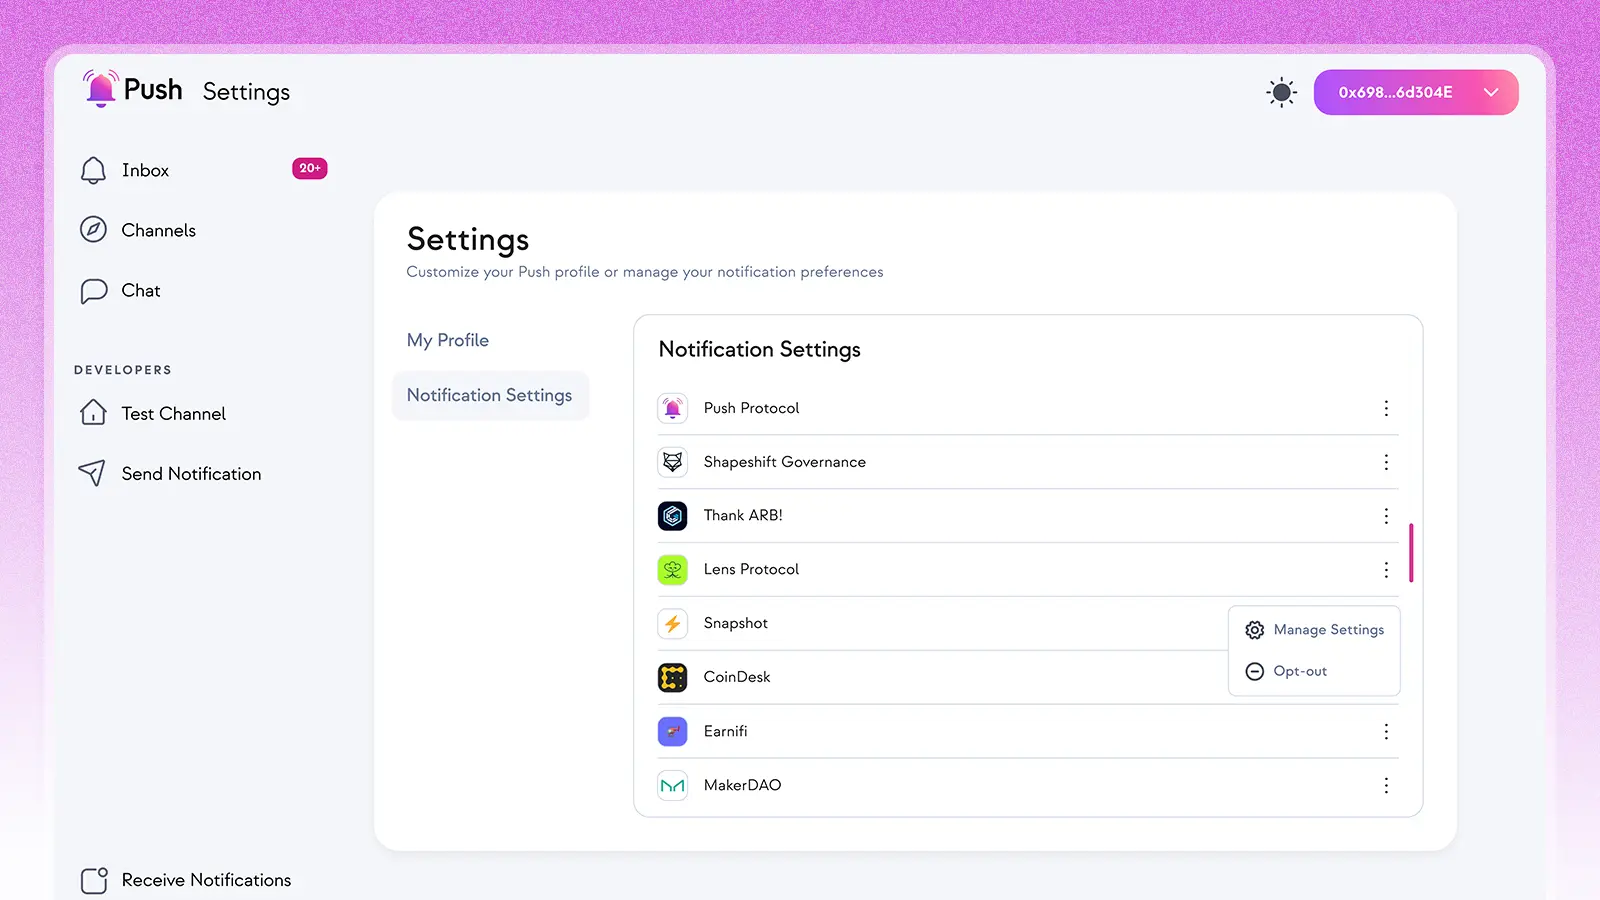 Push Settings
0x698...6d304E
Inbox
20+
Channels
Chat
DEVELOPERS
Test Channel
Send Notification
Receive Notifications
Settings
Customize your Push profile or manage your notification preferences
My Profile
Notification Settings
Notification Settings
Push Protocol
Shapeshift Governance
Thank ARB!
Lens Protocol
Snapshot
Manage Settings
Opt-out
CoinDesk
Earnifi
MakerDAO